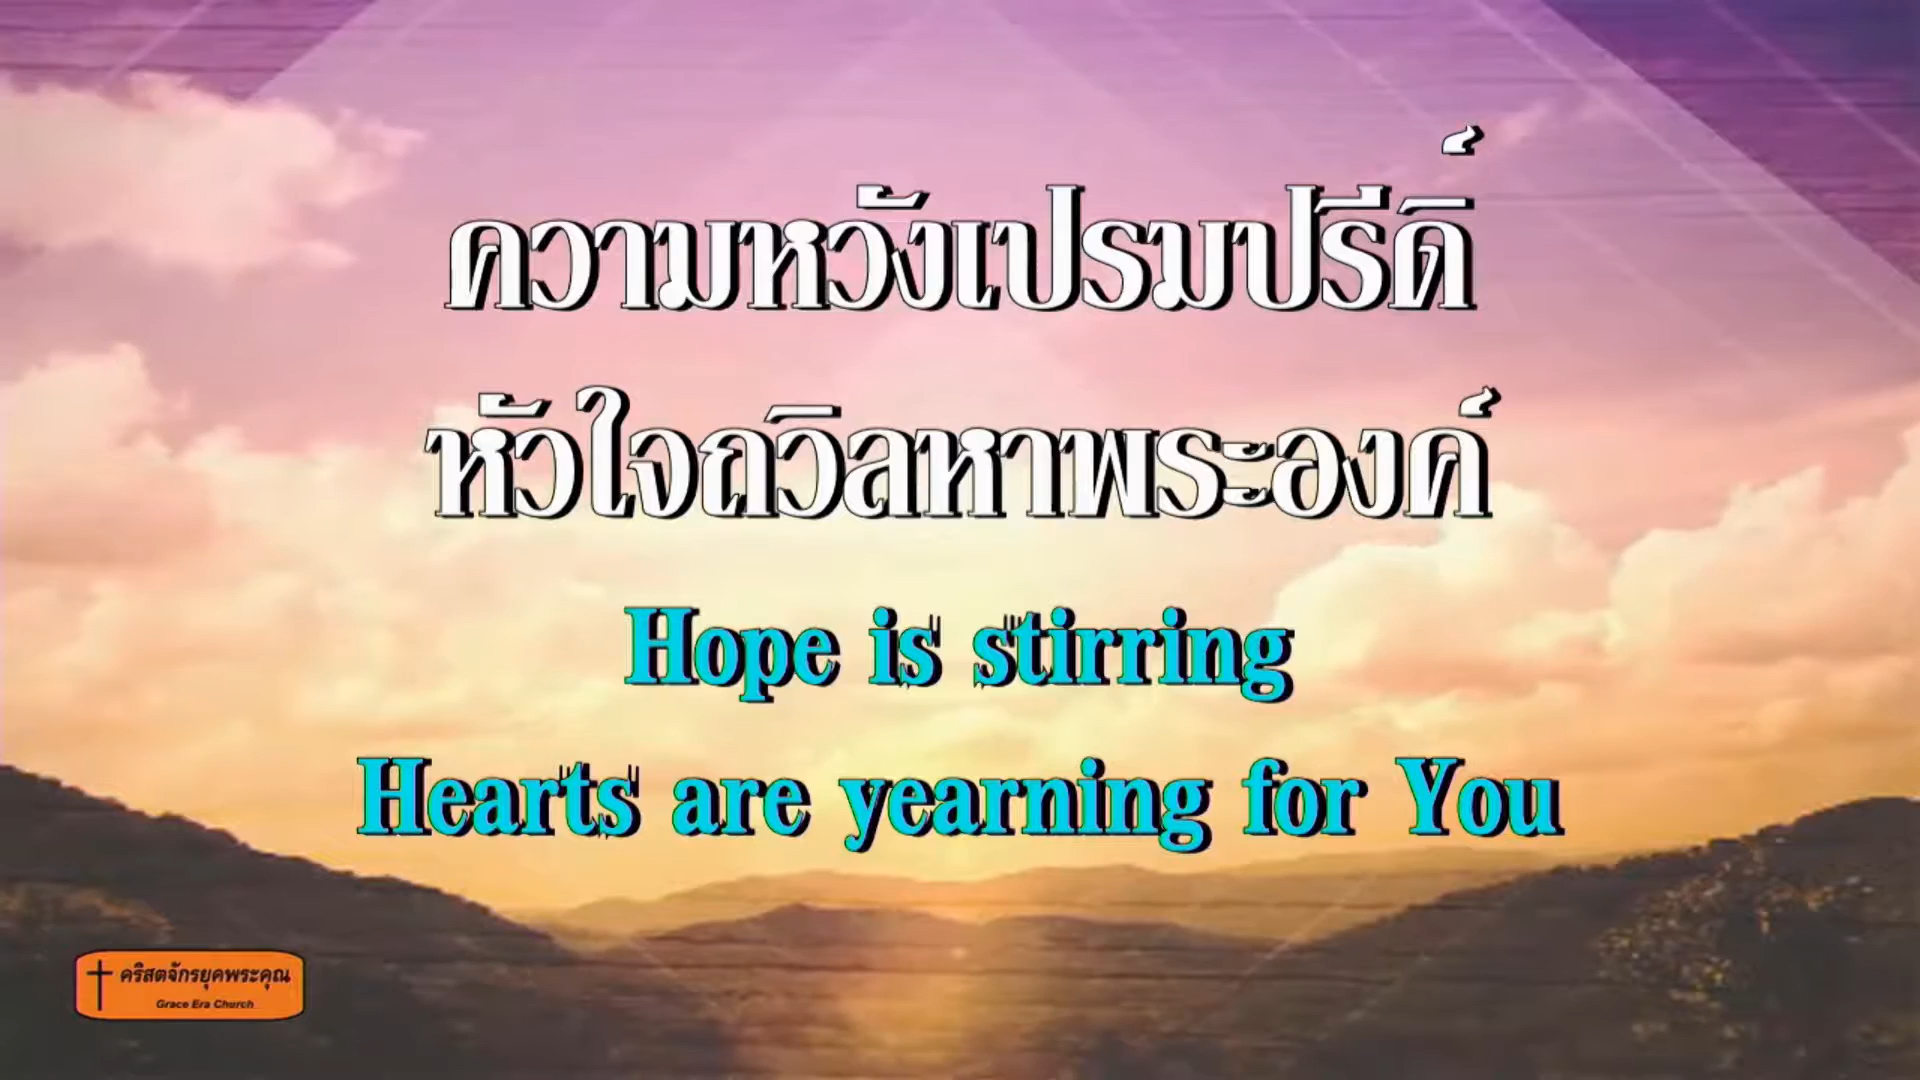 ความหวังเปรมปรีดิ์
หัวใจถวิลหาพระองค์
Hope is stirring
Hearts are yearning for You
คริสตจักรยุคพระคุณ
Grace Era Church